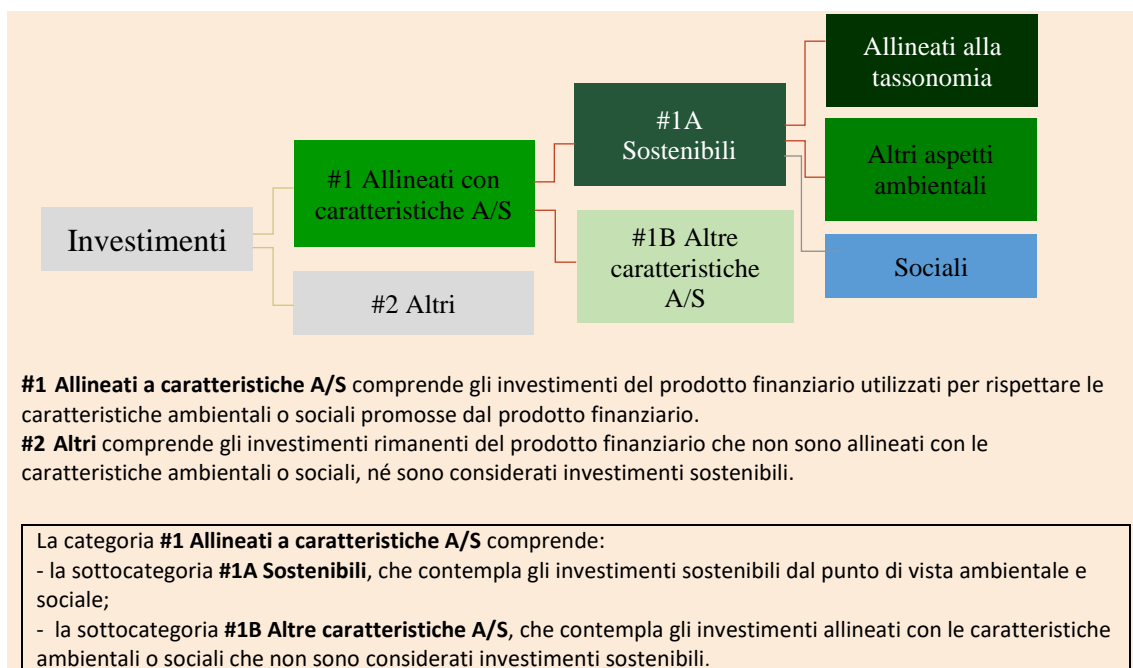 Allineati alla
tassonomia
#1A
Sostenibili
Altri aspetti
ambientali
#1 Allineati con
caratteristiche A/S
Investimenti
#1B Altre
caratteristiche
A/S
Sociali
#2 Altri
#1 Allineati a caratteristiche A/S comprende gli investimenti del prodotto finanziario utilizzati per rispettare le
caratteristiche ambientali o sociali promosse dal prodotto finanziario.
#2 Altri comprende gli investimenti rimanenti del prodotto finanziario che non sono allineati con le
caratteristiche ambientali o sociali, né sono considerati investimenti sostenibili.
La categoria #1 Allineati a caratteristiche A/S comprende:
- la sottocategoria #1A Sostenibili, che contempla gli investimenti sostenibili dal punto di vista ambientale e
sociale;
- la sottocategoria #1B Altre caratteristiche A/S, che contempla gli investimenti allineati con le caratteristiche
ambientali o sociali che non sono considerati investimenti sostenibili.